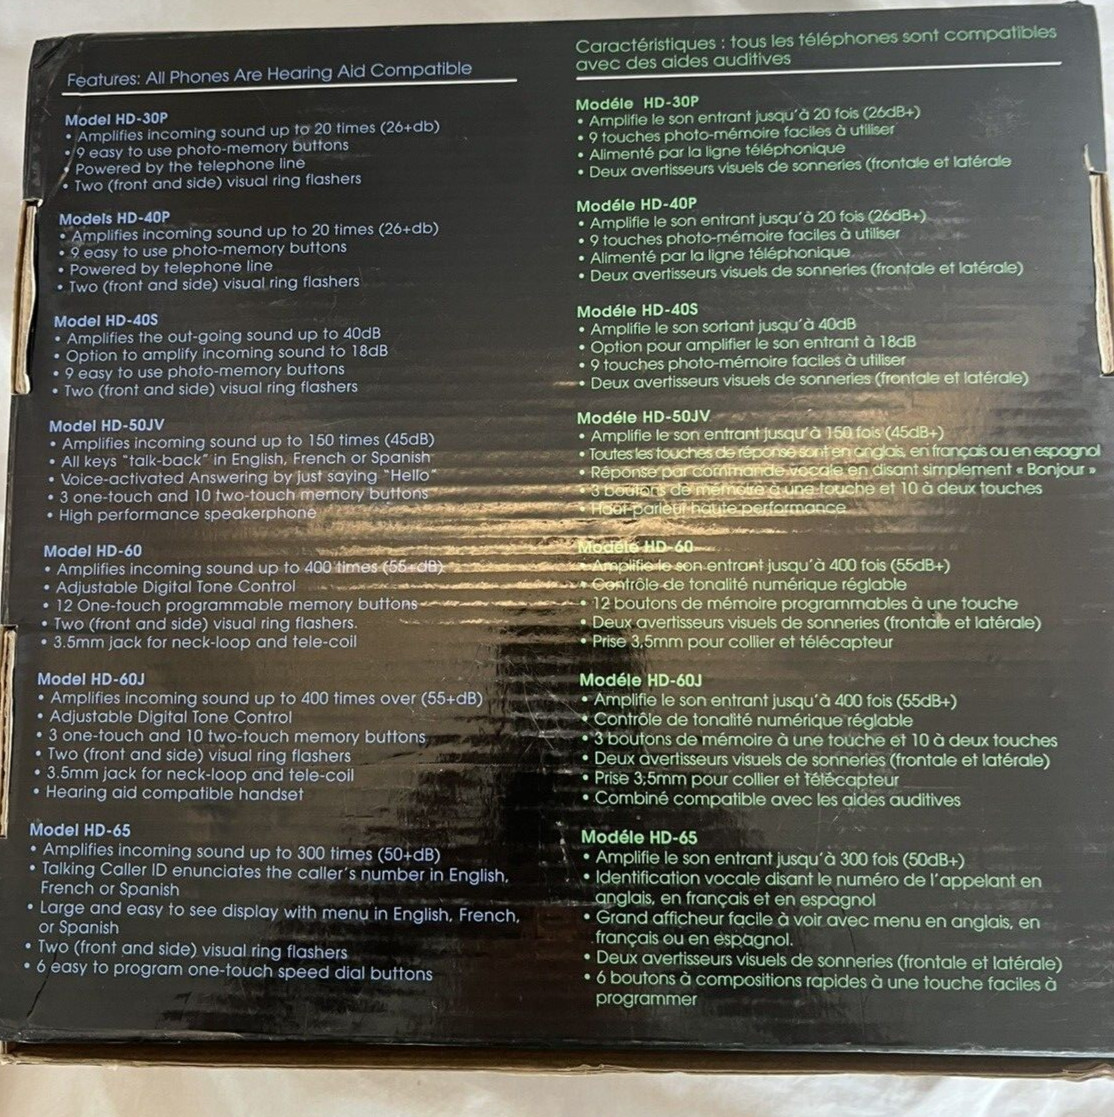 Features: All Phones Are Hearing Aid Compatible
Model HD-30P
• Amplifies incoming sound up to 20 times (26+db)
• 9 easy to use photo-memory buttons
• Powered by the telephone line
• Two (front and side) visual ring flashers
Models HD-40P
• Amplifies incoming sound up to 20 times (26+db)
• 9 easy to use photo-memory buttons
• Powered by telephone line
• Two (front and side) visual ring flashers
Model HD-40S
• Amplifies the out-going sound up to 40dB
• Option to amplify incoming sound to 18dB
• 9 easy to use photo-memory buttons
• Two (front and side) visual ring flashers
Model HD-50JV
• Amplifies incoming sound up to 150 times (45dB)
• All keys "talk-back" in English, French or Spanish
• Voice-activated Answering by just saying "Hello"
• 3 one-touch and 10 two-touch memory buttons
• High performance speakerphone
Model HD-60
• Amplifies incoming sound up to 400 times (55+dB)
• Adjustable Digital Tone Control
• 12 One-touch programmable memory buttons
• Two (front and side) visual ring flashers.
• 3.5mm jack for neck-loop and tele-coil
Model HD-60J
• Amplifies incoming sound up to 400 times over (55+dB)
• Adjustable Digital Tone Control
• 3 one-touch and 10 two-touch memory buttons
• Two (front and side) visual ring flashers
• 3.5mm jack for neck-loop and tele-coil
• Hearing aid compatible handset
Model HD-65
• Amplifies incoming sound up to 300 times (50+dB)
• Talking Caller ID enunciates the caller's number in English,
French or Spanish
• Large and easy to see display with menu in English, French,
or Spanish
• Two (front and side) visual ring flashers
• 6 easy to program one-touch speed dial buttons
Caractéristiques : tous les téléphones sont compatibles
avec des aides auditives
Modéle HD-30P
• Amplifie le son entrant jusqu'à 20 fois (26dB+)
• 9 touches photo-mémoire faciles à utiliser
• Alimenté par la ligne téléphonique
• Deux avertisseurs visuels de sonneries (frontale et latérale
Modéle HD-40P
• Amplifie le son entrant jusqu'à 20 fois (26dB+)
• 9 touches photo-mémoire faciles à utiliser
• Alimenté par la ligne téléphonique
• Deux avertisseurs visuels de sonneries (frontale et latérale)
Modéle HD-40S
• Amplifie le son sortant jusqu'à 40dB
• Option pour amplifier le son entrant à 18dB
• 9 touches photo-mémoire faciles à utiliser
• Deux avertisseurs visuels de sonneries (frontale et latérale)
Modéle HD-50JV
• Amplifie le son entrant jusqu'à 150 fois (45dB+)
• Toutes les touches de réponse sont en anglais, en français ou en espagnol
• Réponse par commande vocale en disant simplement « Bonjour »
• 3 boutons de mémoire à une touche et 10 à deux touches
• Haut-parleur haute performance
Modéle HD-60
• Amplifie le son entrant jusqu'à 400 fois (55dB+)
• Contrôle de tonalité numérique réglable
• 12 boutons de mémoire programmables à une touche
• Deux avertisseurs visuels de sonneries (frontale et latérale)
• Prise 3,5mm pour collier et télécapteur
Modéle HD-60J
• Amplifie le son entrant jusqu'à 400 fois (55dB+)
• Contrôle de tonalité numérique réglable
• 3 boutons de mémoire à une touche et 10 à deux touches
• Deux avertisseurs visuels de sonneries (frontale et latérale)
• Prise 3,5mm pour collier et télécapteur
• Combiné compatible avec les aides auditives
Modéle HD-65
• Amplifie le son entrant jusqu'à 300 fois (50dB+)
• Identification vocale disant le numéro de l'appelant en
anglais, en français et en espagnol
• Grand afficheur facile à voir avec menu en anglais, en
français ou en espagnol.
• Deux avertisseurs visuels de sonneries (frontale et latérale)
• 6 boutons à compositions rapides à une touche faciles à
programmer